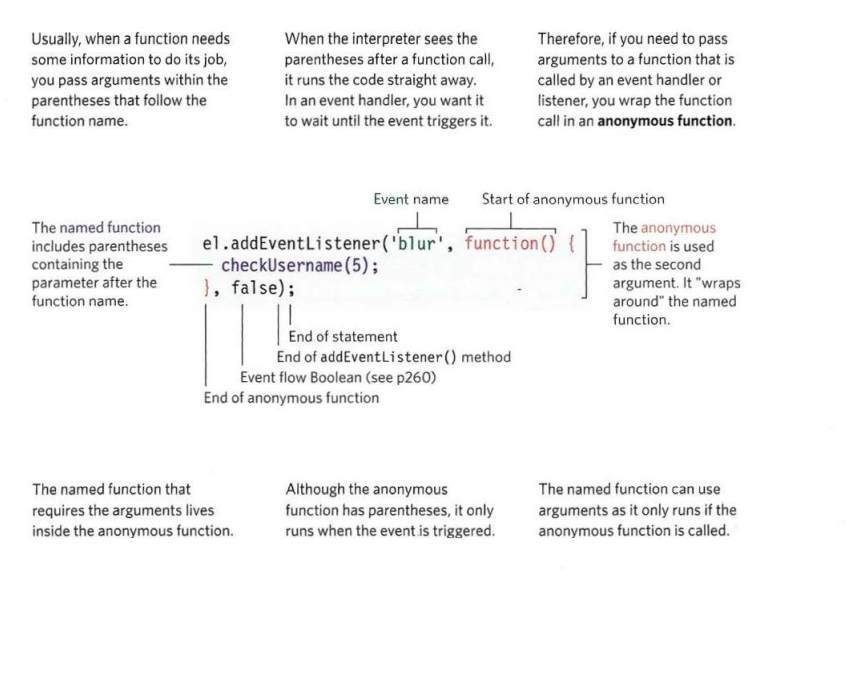 Usually, when a function needs
some information to do its job,
you pass arguments within the
parentheses that follow the
function name.
When the interpreter sees the
parentheses after a function call,
it runs the code straight away.
In an event handler, you want it
to wait until the event triggers it.
Therefore, if you need to pass
arguments to a function that is
called by an event handler or
listener, you wrap the function
call in an anonymous function.
Event name
Start of anonymous function
The named function
includes parentheses
containing the
parameter after the
function name.
el.addEventListener('blur', function() {
checkUsername(5);
}, false);
The anonymous
function is used
as the second
argument. It "wraps
around" the named
function.
End of statement
End of addEventListener() method
Event flow Boolean (see p260)
End of anonymous function
The named function that
requires the arguments lives
inside the anonymous function.
Although the anonymous
function has parentheses, it only
runs when the event is triggered.
The named function can use
arguments as it only runs if the
anonymous function is called.